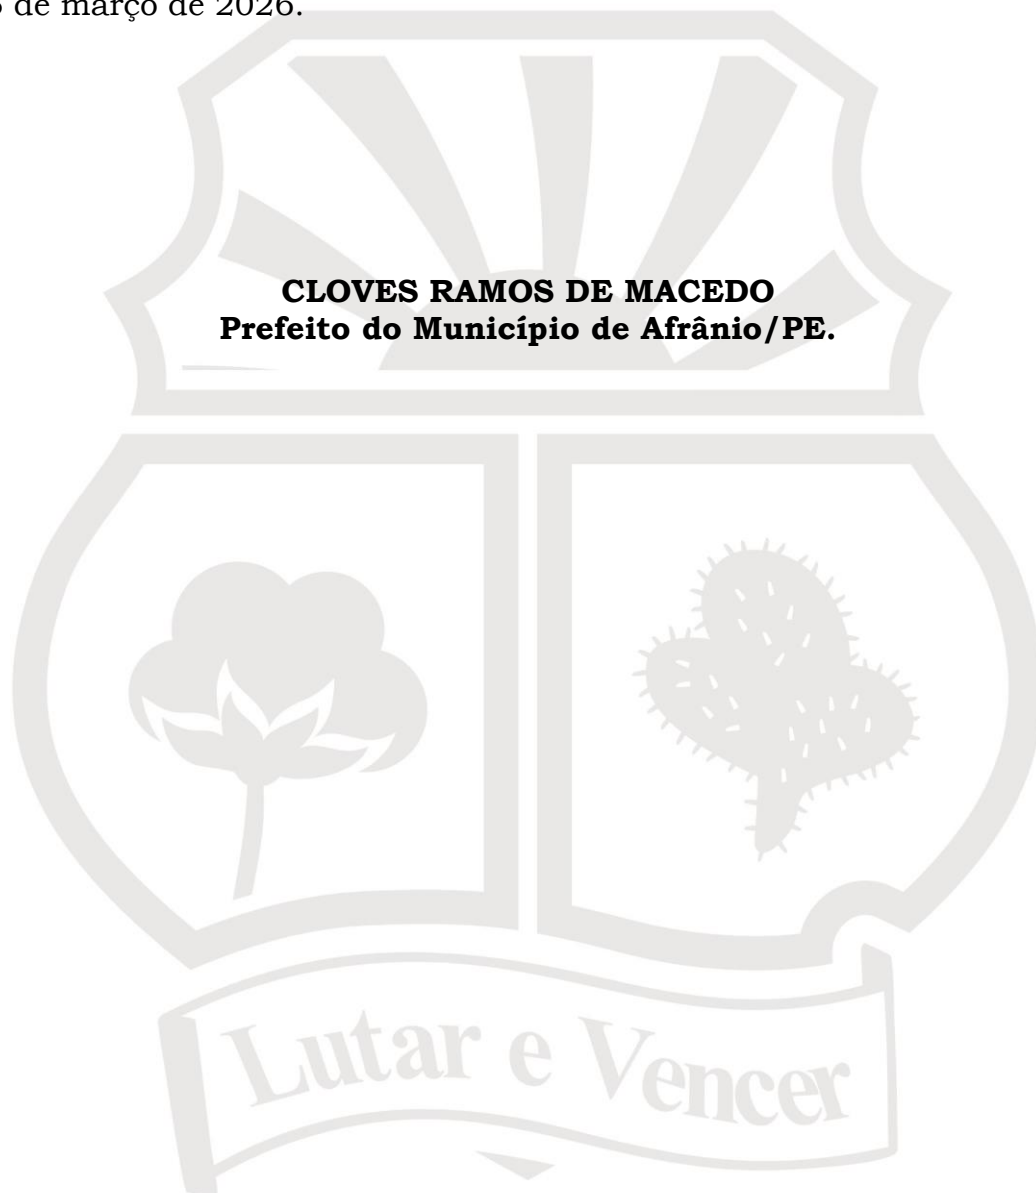 de março de 2026.
CLOVES RAMOS DE MACEDO
Prefeito do Município de Afrânio/PE.
Lutar e Vencer